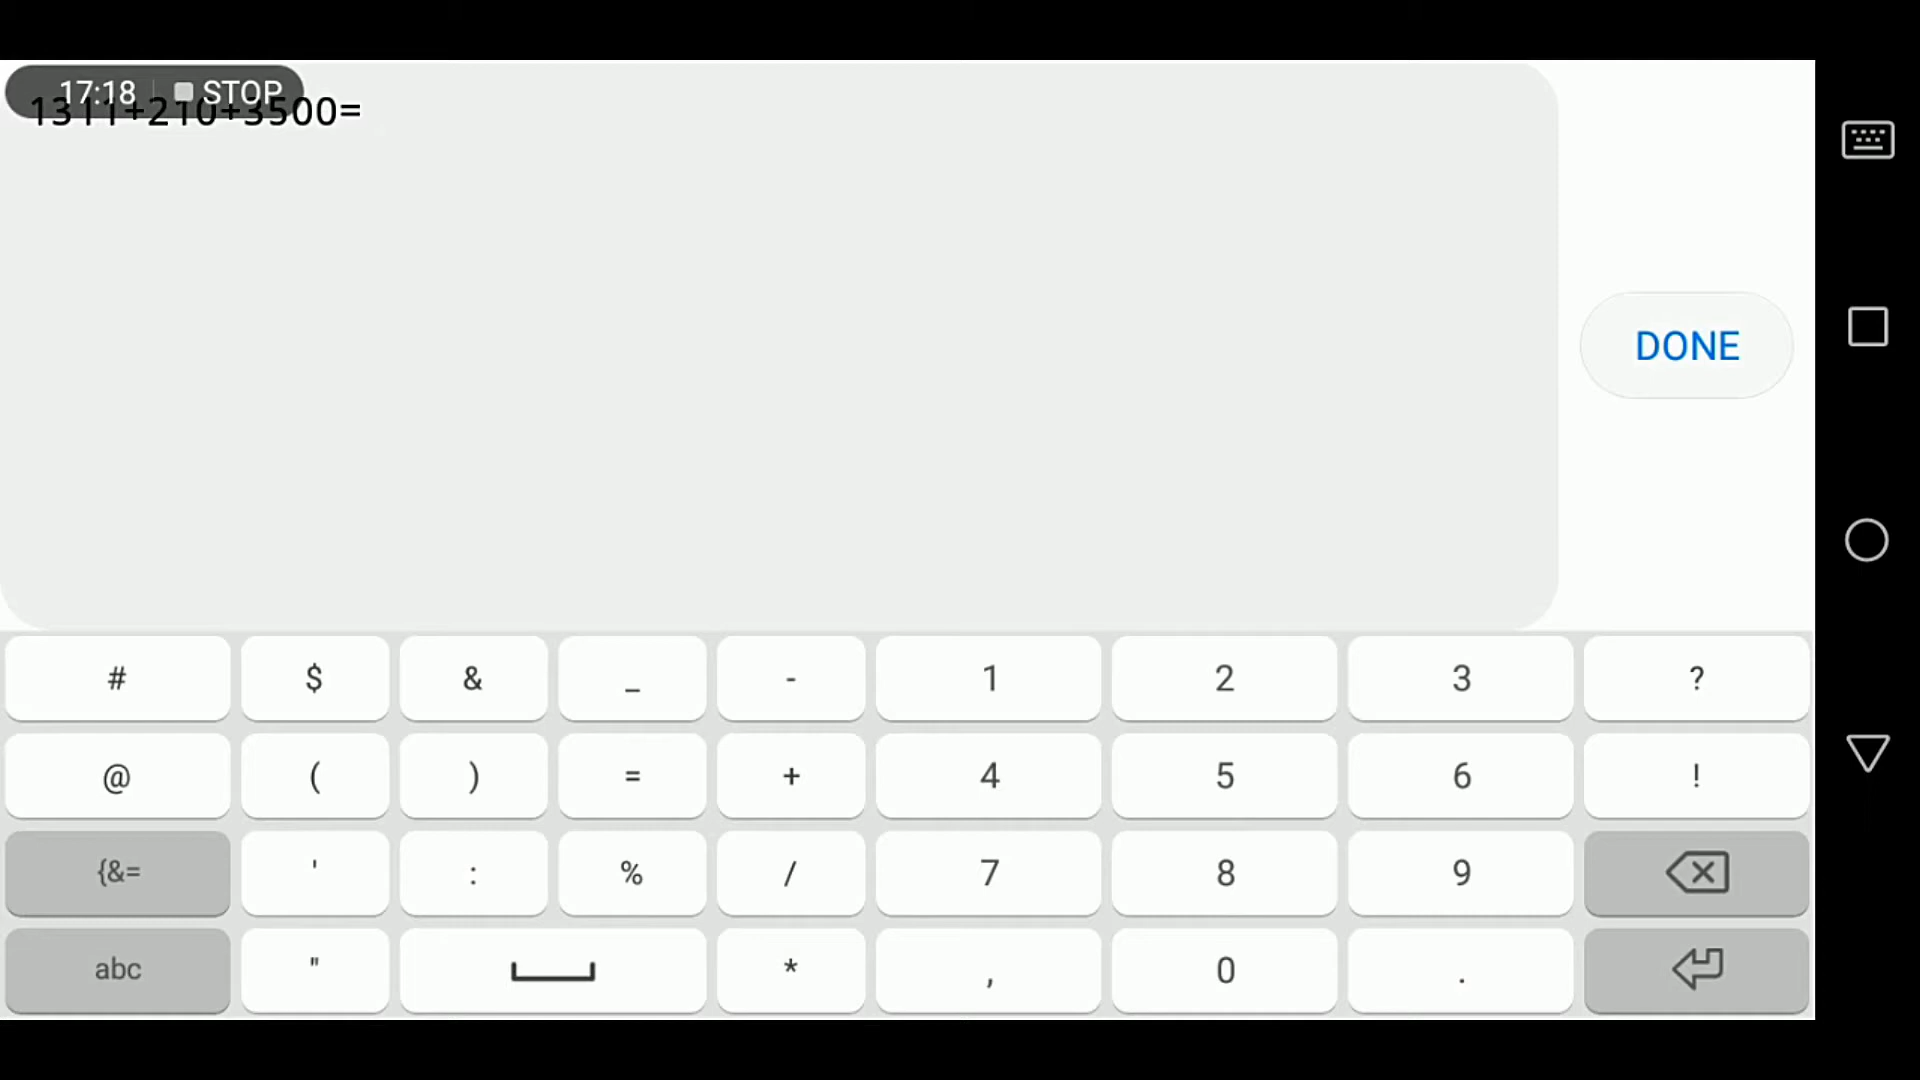 17:18 STOP
1311+210+3500=
DONE
# $ & _ - 1 2 3 ?
@ ( ) = + 4 5 6 !
{&= ' : % / 7 8 9
abc " * , 0 .